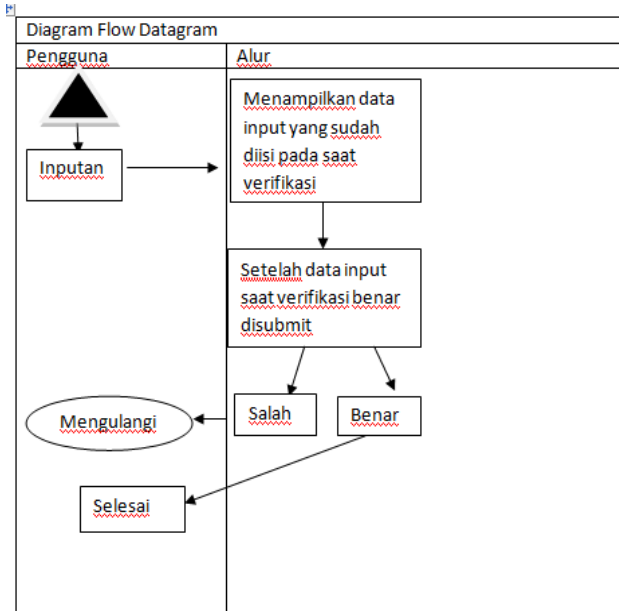 Diagram Flow Datagram
Pengguna
Alur
Menampilkan data
input yang sudah
diisi pada saat
verifikasi
Inputan
Setelah data input
saat verifikasi benar
disubmit
Salah
Benar
Mengulangi
Selesai